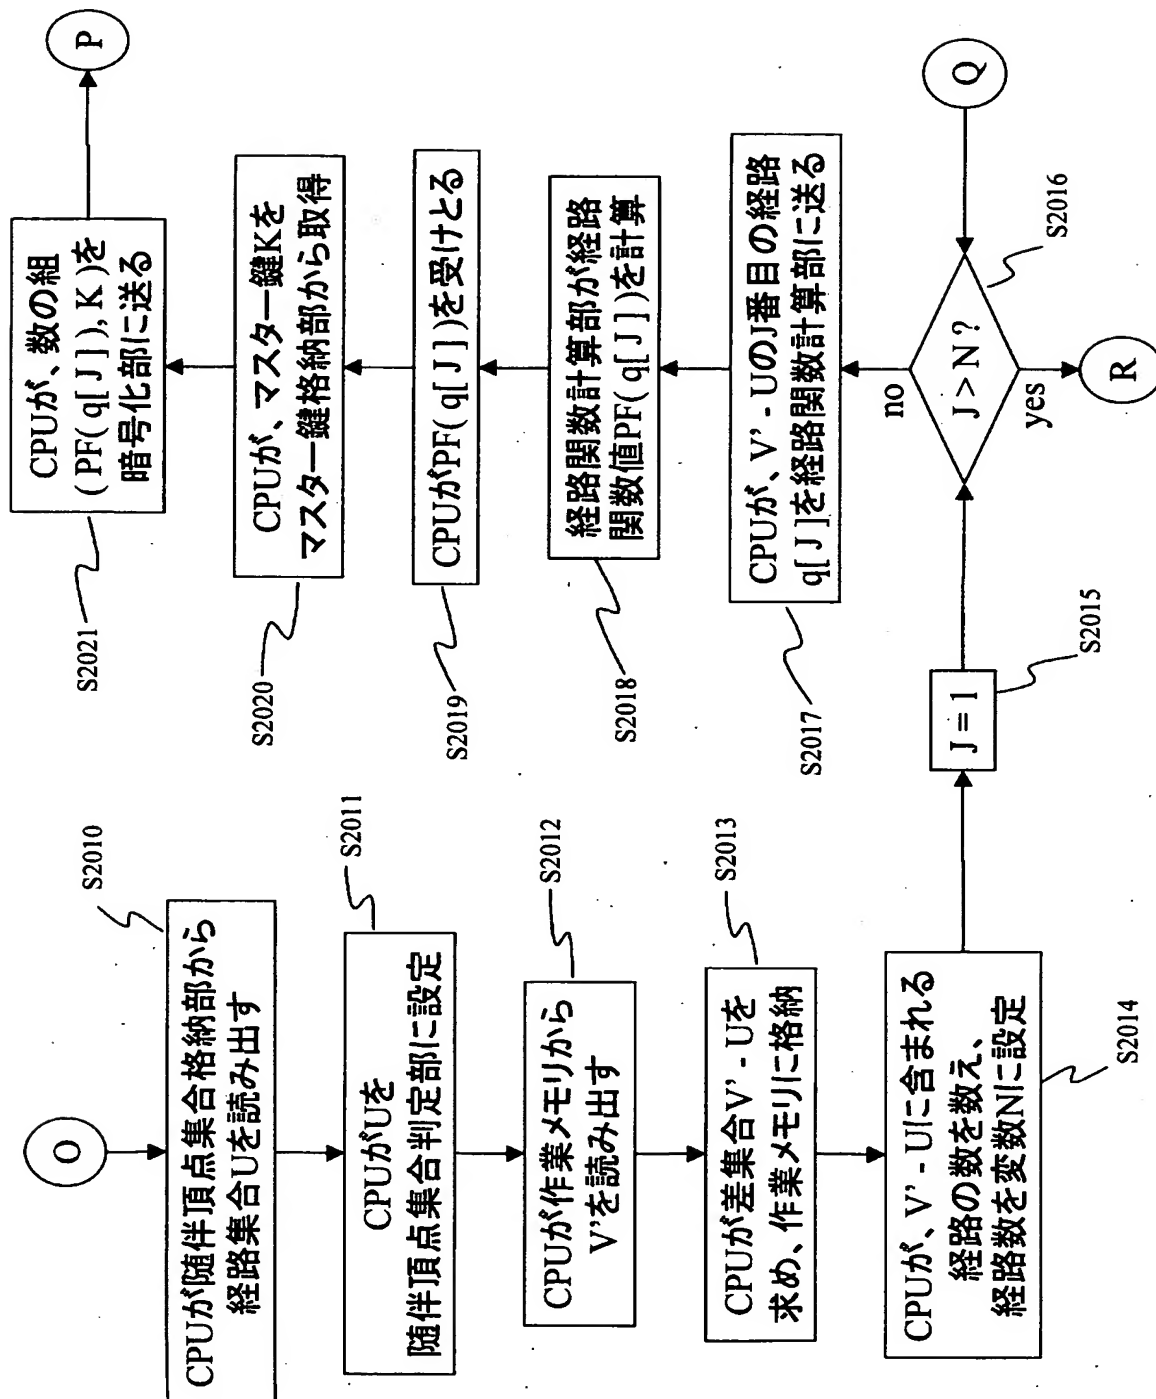 O
S2010
CPUが随伴頂点集合格納部から
経路集合Uを読み出す
S2011
CPUがUを
随伴頂点集合判定部に設定
S2012
CPUが作業メモリから
V'を読み出す
S2013
CPUが差集合V' - Uを
求め、作業メモリに格納
CPUが、V' - Uに含まれる
経路の数を数え、
経路数を変数Nに設定
S2014
J = 1
S2015
J > N ?
S2016
no
yes
Q
R
CPUが、V' - UのJ番目の経路
q[ J ]を経路関数計算部に送る
S2017
経路関数計算部が経路
関数値PF( q[ J ] )を計算
S2018
CPUがPF( q[ J ] )を受けとる
S2019
CPUが、マスター鍵Kを
マスター鍵格納部から取得
S2020
CPUが、数の組
( PF( q[ J ] ), K )を
暗号化部に送る
S2021
P